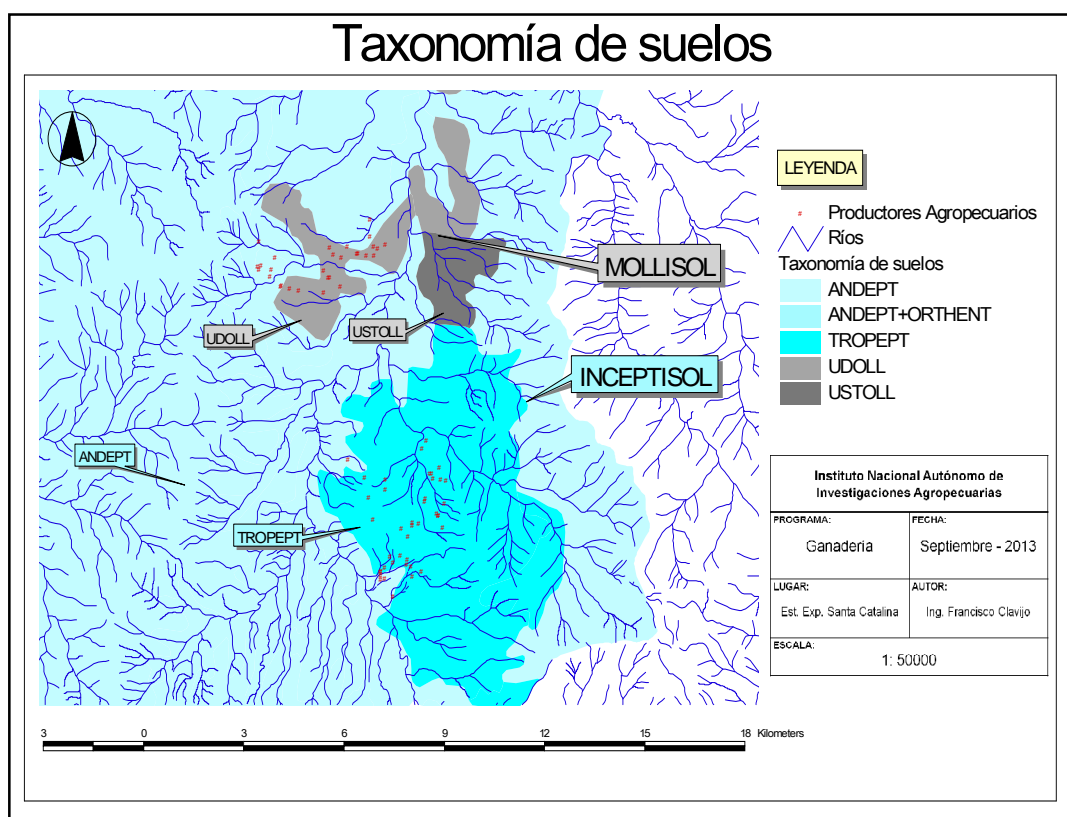 Taxonomía de suelos
MOLLISOL
UDOLL
USTOLL
INCEPTISOL
ANDEPT
TROPEPT
LEYENDA
# Productores Agropecuarios
Ríos
Taxonomía de suelos
ANDEPT
ANDEPT+ORTHENT
TROPEPT
UDOLL
USTOLL
Instituto Nacional Autónomo de
Investigaciones Agropecuarias
PROGRAMA:
Ganaderia
FECHA:
Septiembre - 2013
LUGAR:
Est. Exp. Santa Catalina
AUTOR:
Ing. Francisco Clavijo
ESCALA:
1: 50000
3 0 3 6 9 12 15 18 Kilometers